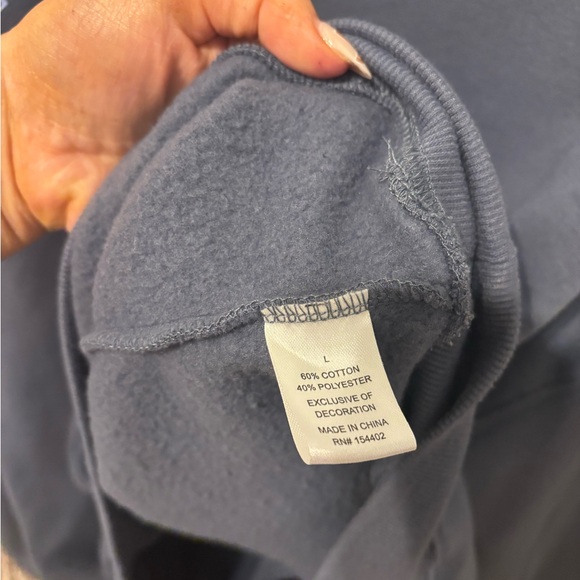 L
60% COTTON
40% POLYESTER
EXCLUSIVE OF
DECORATION
MADE IN CHINA
RN# 154402